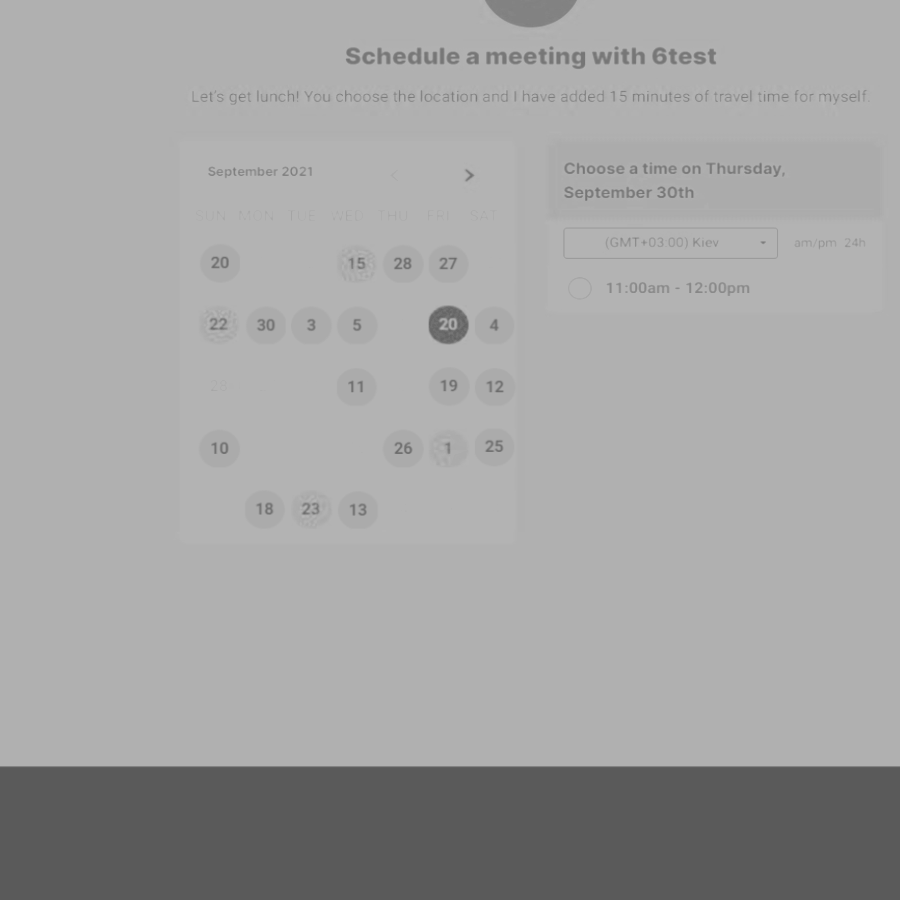 Schedule a meeting with 6test
Let's get lunch! You choose the location and I have added 15 minutes of travel time for myself.
September 2021
SUN MON TUE WED THU FRI SAT
20 15 28 27
22 30 3 5 20 4
28 11 19 12
10 26 1 25
18 23 13
Choose a time on Thursday,
September 30th
(GMT+03:00) Kiev am/pm 24h
11:00am - 12:00pm